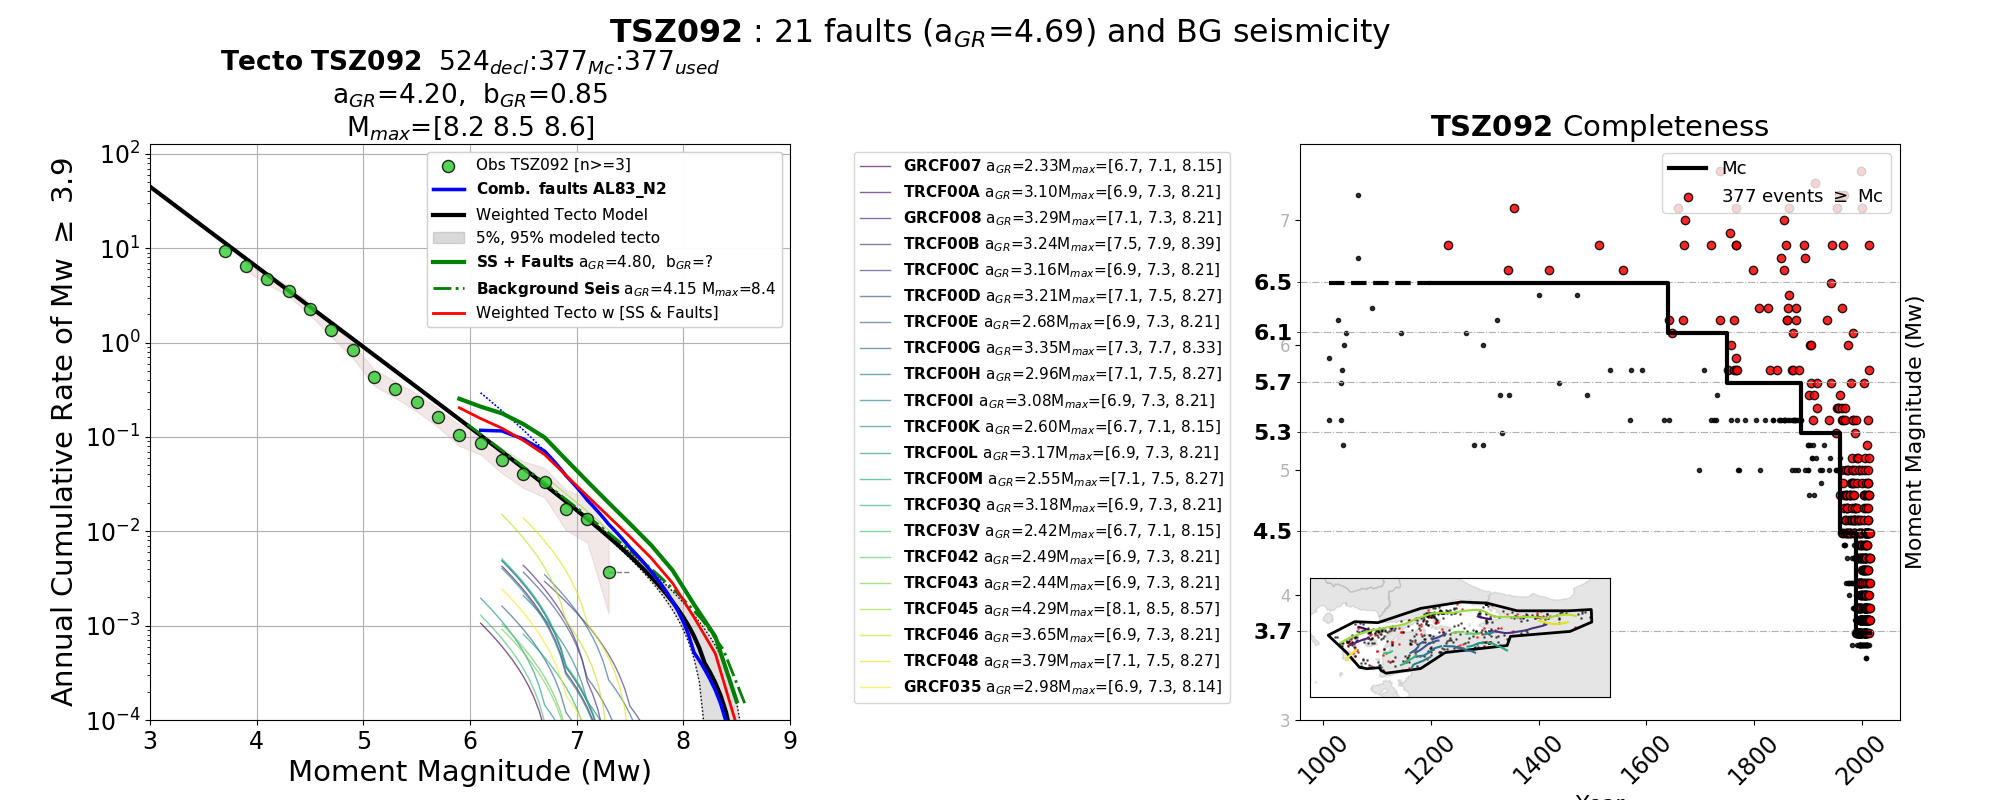 TSZ092 : 21 faults (aGR=4.69) and BG seismicity
Tecto TSZ092 524decl:377Mc:377used
aGR=4.20, bGR=0.85
Mmax=[8.2 8.5 8.6]
Annual Cumulative Rate of Mw ≥ 3.9
10^2
10^1
10^0
10^−1
10^−2
10^−3
10^−4
3 4 5 6 7 8 9
Moment Magnitude (Mw)
Obs TSZ092 [n>=3]
Comb. faults AL83_N2
Weighted Tecto Model
5%, 95% modeled tecto
SS + Faults aGR=4.80, bGR=?
Background Seis aGR=4.15 Mmax=8.4
Weighted Tecto w [SS & Faults]
GRCF007 aGR=2.33Mmax=[6.7, 7.1, 8.15]
TRCF00A aGR=3.10Mmax=[6.9, 7.3, 8.21]
GRCF008 aGR=3.29Mmax=[7.1, 7.3, 8.21]
TRCF00B aGR=3.24Mmax=[7.5, 7.9, 8.39]
TRCF00C aGR=3.16Mmax=[6.9, 7.3, 8.21]
TRCF00D aGR=3.21Mmax=[7.1, 7.5, 8.27]
TRCF00E aGR=2.68Mmax=[6.9, 7.3, 8.21]
TRCF00G aGR=3.35Mmax=[7.3, 7.7, 8.33]
TRCF00H aGR=2.96Mmax=[7.1, 7.5, 8.27]
TRCF00I aGR=3.08Mmax=[6.9, 7.3, 8.21]
TRCF00K aGR=2.60Mmax=[6.7, 7.1, 8.15]
TRCF00L aGR=3.17Mmax=[6.9, 7.3, 8.21]
TRCF00M aGR=2.55Mmax=[7.1, 7.5, 8.27]
TRCF03Q aGR=3.18Mmax=[6.9, 7.3, 8.21]
TRCF03V aGR=2.42Mmax=[6.7, 7.1, 8.15]
TRCF042 aGR=2.49Mmax=[6.9, 7.3, 8.21]
TRCF043 aGR=2.44Mmax=[6.9, 7.3, 8.21]
TRCF045 aGR=4.29Mmax=[8.1, 8.5, 8.57]
TRCF046 aGR=3.65Mmax=[6.9, 7.3, 8.21]
TRCF048 aGR=3.79Mmax=[7.1, 7.5, 8.27]
GRCF035 aGR=2.98Mmax=[6.9, 7.3, 8.14]
TSZ092 Completeness
Mc
377 events ≥ Mc
7
6.5
6.1
6
5.7
5.3
5
4.5
4
3.7
3
1000 1200 1400 1600 1800 2000
Moment Magnitude (Mw)